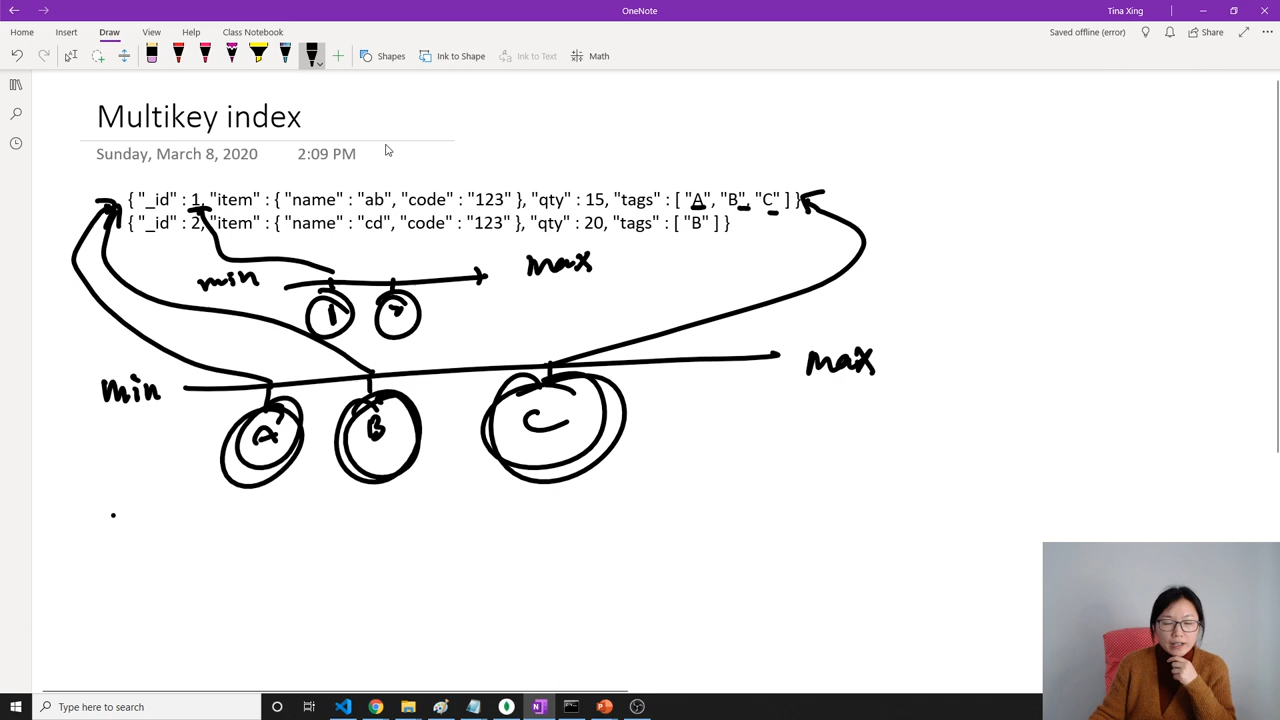 OneNote
Tina Xing
Home Insert Draw View Help Class Notebook
Saved offline (error)
Share
Shapes
Ink to Shape
Ink to Text
Math
Multikey index
Sunday, March 8, 2020 2:09 PM
{ "_id" : 1, "item" : { "name" : "ab", "code" : "123" }, "qty" : 15, "tags" : [ "A", "B", "C" ] }
{ "_id" : 2, "item" : { "name" : "cd", "code" : "123" }, "qty" : 20, "tags" : [ "B" ] }
min max
1 2
min max
A B C
Type here to search